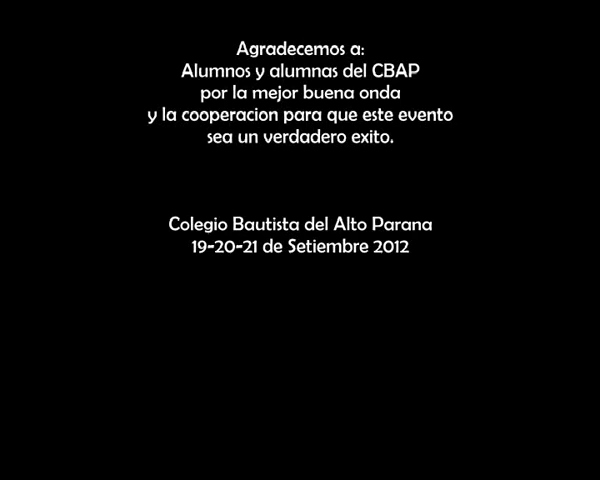 Agradecemos a:
Alumnos y alumnas del CBAP
por la mejor buena onda
y la cooperacion para que este evento
sea un verdadero exito.
Colegio Bautista del Alto Parana
19-20-21 de Setiembre 2012